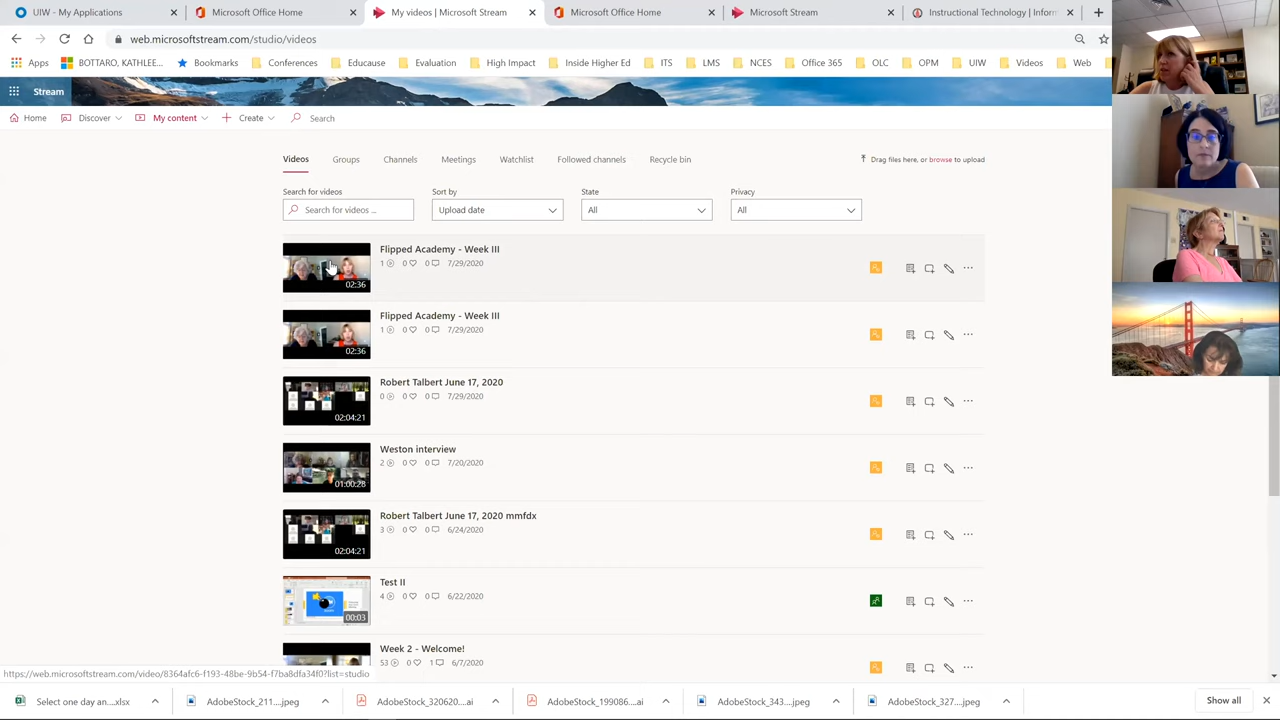 UIW - My Applications
Microsoft Office Home
My videos | Microsoft Stream
Microsoft Office Home
Microsoft Stream
Instructional Technology | Inform
web.microsoftstream.com/studio/videos
Apps
BOTTARO, KATHLEE...
Bookmarks
Conferences
Educause
Evaluation
High Impact
Inside Higher Ed
ITS
LMS
NCES
Office 365
OLC
OPM
UIW
Videos
Web
Stream
Home
Discover
My content
Create
Search
Videos
Groups
Channels
Meetings
Watchlist
Followed channels
Recycle bin
Drag files here, or browse to upload
Search for videos
Sort by
State
Privacy
Search for videos ...
Upload date
All
All
Flipped Academy - Week III
1 0 0 7/29/2020
02:36
Flipped Academy - Week III
1 0 0 7/29/2020
02:36
Robert Talbert June 17, 2020
0 0 0 7/29/2020
02:04:21
Weston interview
2 0 0 7/20/2020
01:00:28
Robert Talbert June 17, 2020 mmfdx
3 0 0 6/24/2020
02:04:21
Test II
4 0 0 6/22/2020
00:03
Week 2 - Welcome!
53 0 1 6/7/2020
https://web.microsoftstream.com/video/8364afc6-f193-48be-9b54-f7ba8dfa34f0?list=studio
Select one day an....xlsx
AdobeStock_211....jpeg
AdobeStock_320620....ai
AdobeStock_199086....ai
AdobeStock_343....jpeg
AdobeStock_327....jpeg
Show all